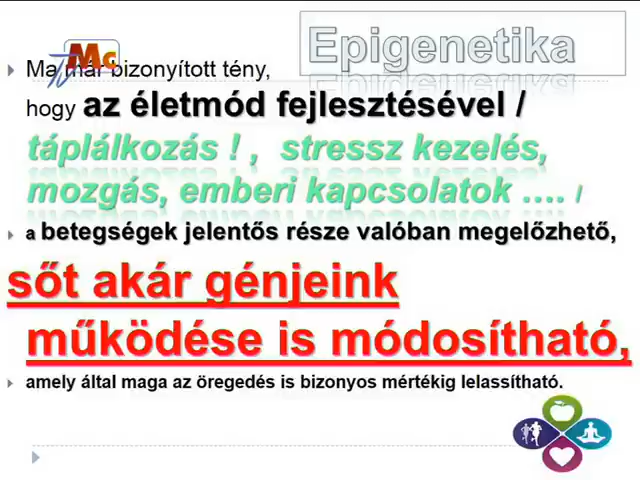 Epigenetika
Mc
Ma már bizonyított tény,
hogy az életmód fejlesztésével /
táplálkozás ! , stressz kezelés,
mozgás, emberi kapcsolatok .... /
a betegségek jelentős része valóban megelőzhető,
sőt akár génjeink
működése is módosítható,
amely által maga az öregedés is bizonyos mértékig lelassítható.